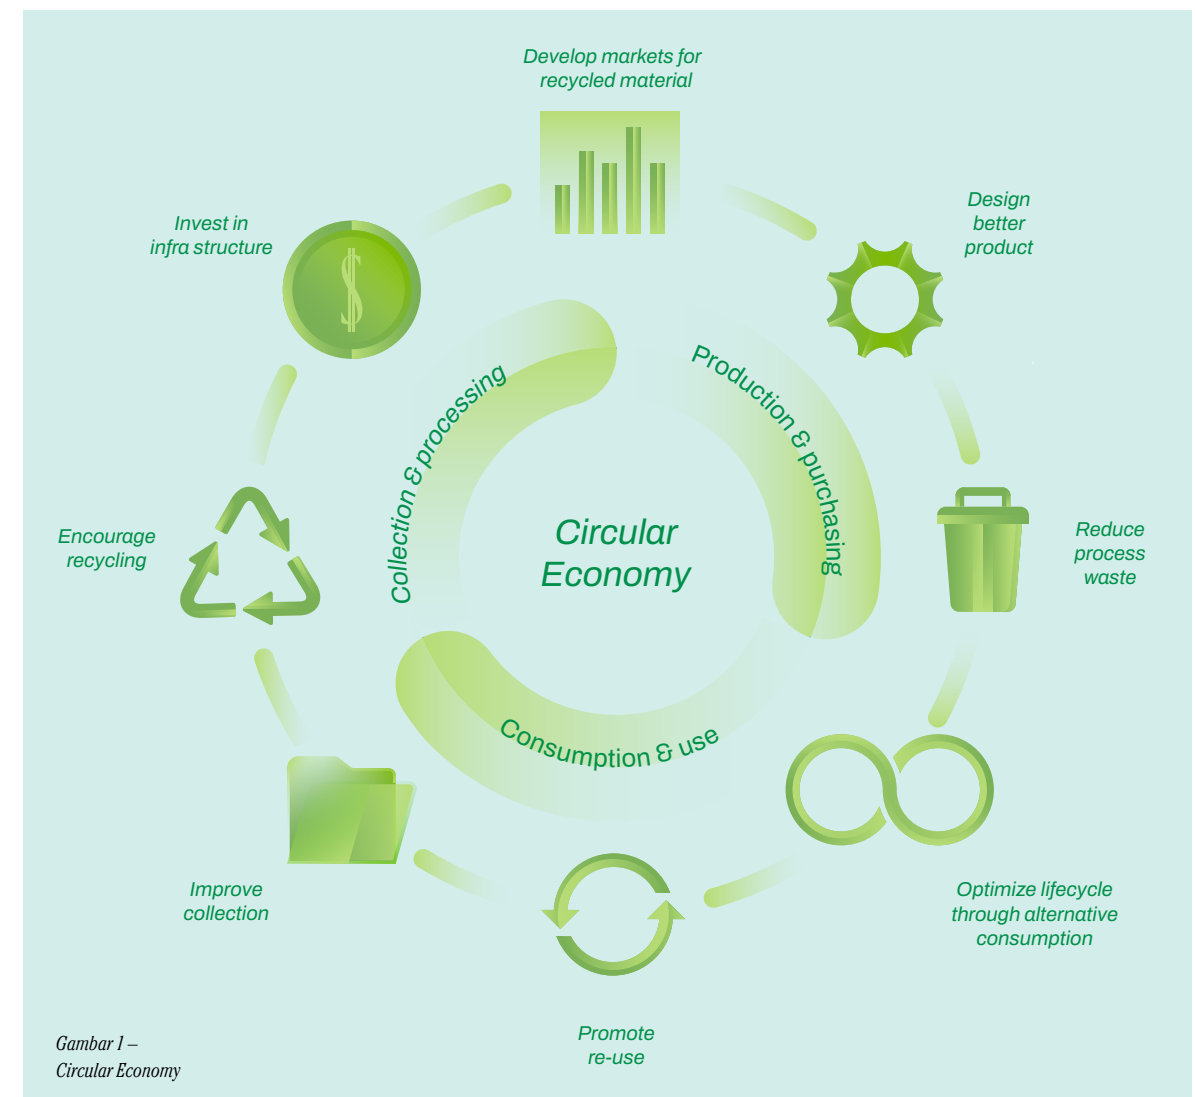 Develop markets for
recycled material
Design
better
product
Invest in
infra structure
Production & purchasing
Collection & processing
Circular
Economy
Encourage
recycling
Reduce
process
waste
Consumption & use
Improve
collection
Optimize lifecycle
through alternative
consumption
Promote
re-use
Gambar 1 –
Circular Economy